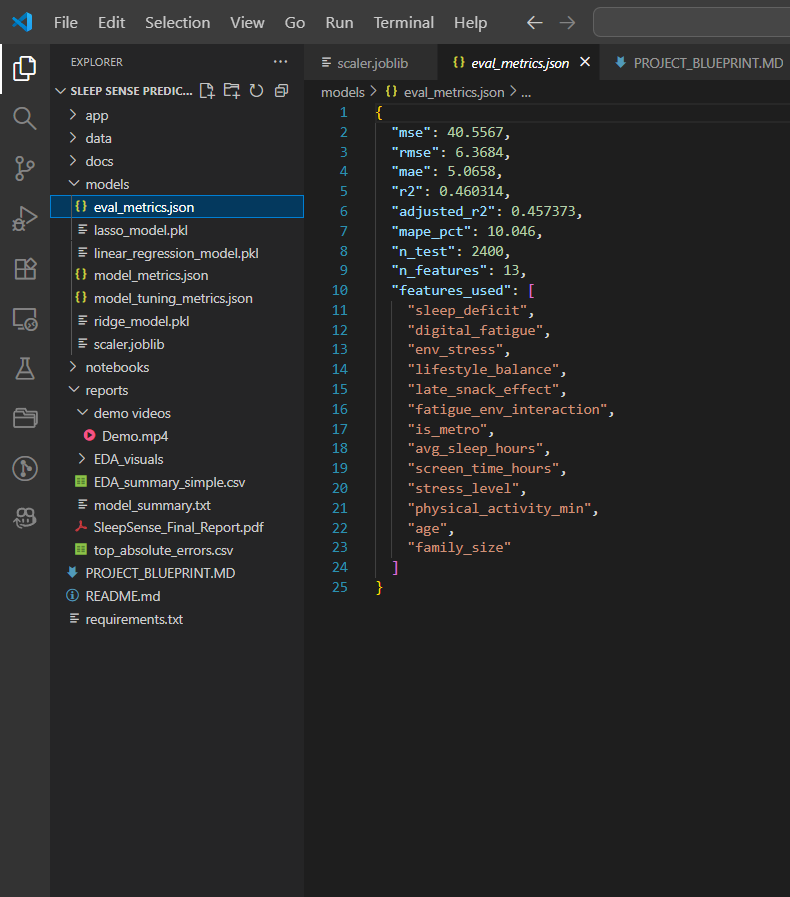 File Edit Selection View Go Run Terminal Help
EXPLORER
SLEEP SENSE PREDIC...
app
data
docs
models
eval_metrics.json
lasso_model.pkl
linear_regression_model.pkl
model_metrics.json
model_tuning_metrics.json
ridge_model.pkl
scaler.joblib
notebooks
reports
demo videos
Demo.mp4
EDA_visuals
EDA_summary_simple.csv
model_summary.txt
SleepSense_Final_Report.pdf
top_absolute_errors.csv
PROJECT_BLUEPRINT.MD
README.md
requirements.txt
scaler.joblib {} eval_metrics.json PROJECT_BLUEPRINT.MD
models > {} eval_metrics.json > ...
1 {
2 "mse": 40.5567,
3 "rmse": 6.3684,
4 "mae": 5.0658,
5 "r2": 0.460314,
6 "adjusted_r2": 0.457373,
7 "mape_pct": 10.046,
8 "n_test": 2400,
9 "n_features": 13,
10 "features_used": [
11 "sleep_deficit",
12 "digital_fatigue",
13 "env_stress",
14 "lifestyle_balance",
15 "late_snack_effect",
16 "fatigue_env_interaction",
17 "is_metro",
18 "avg_sleep_hours",
19 "screen_time_hours",
20 "stress_level",
21 "physical_activity_min",
22 "age",
23 "family_size"
24 ]
25 }